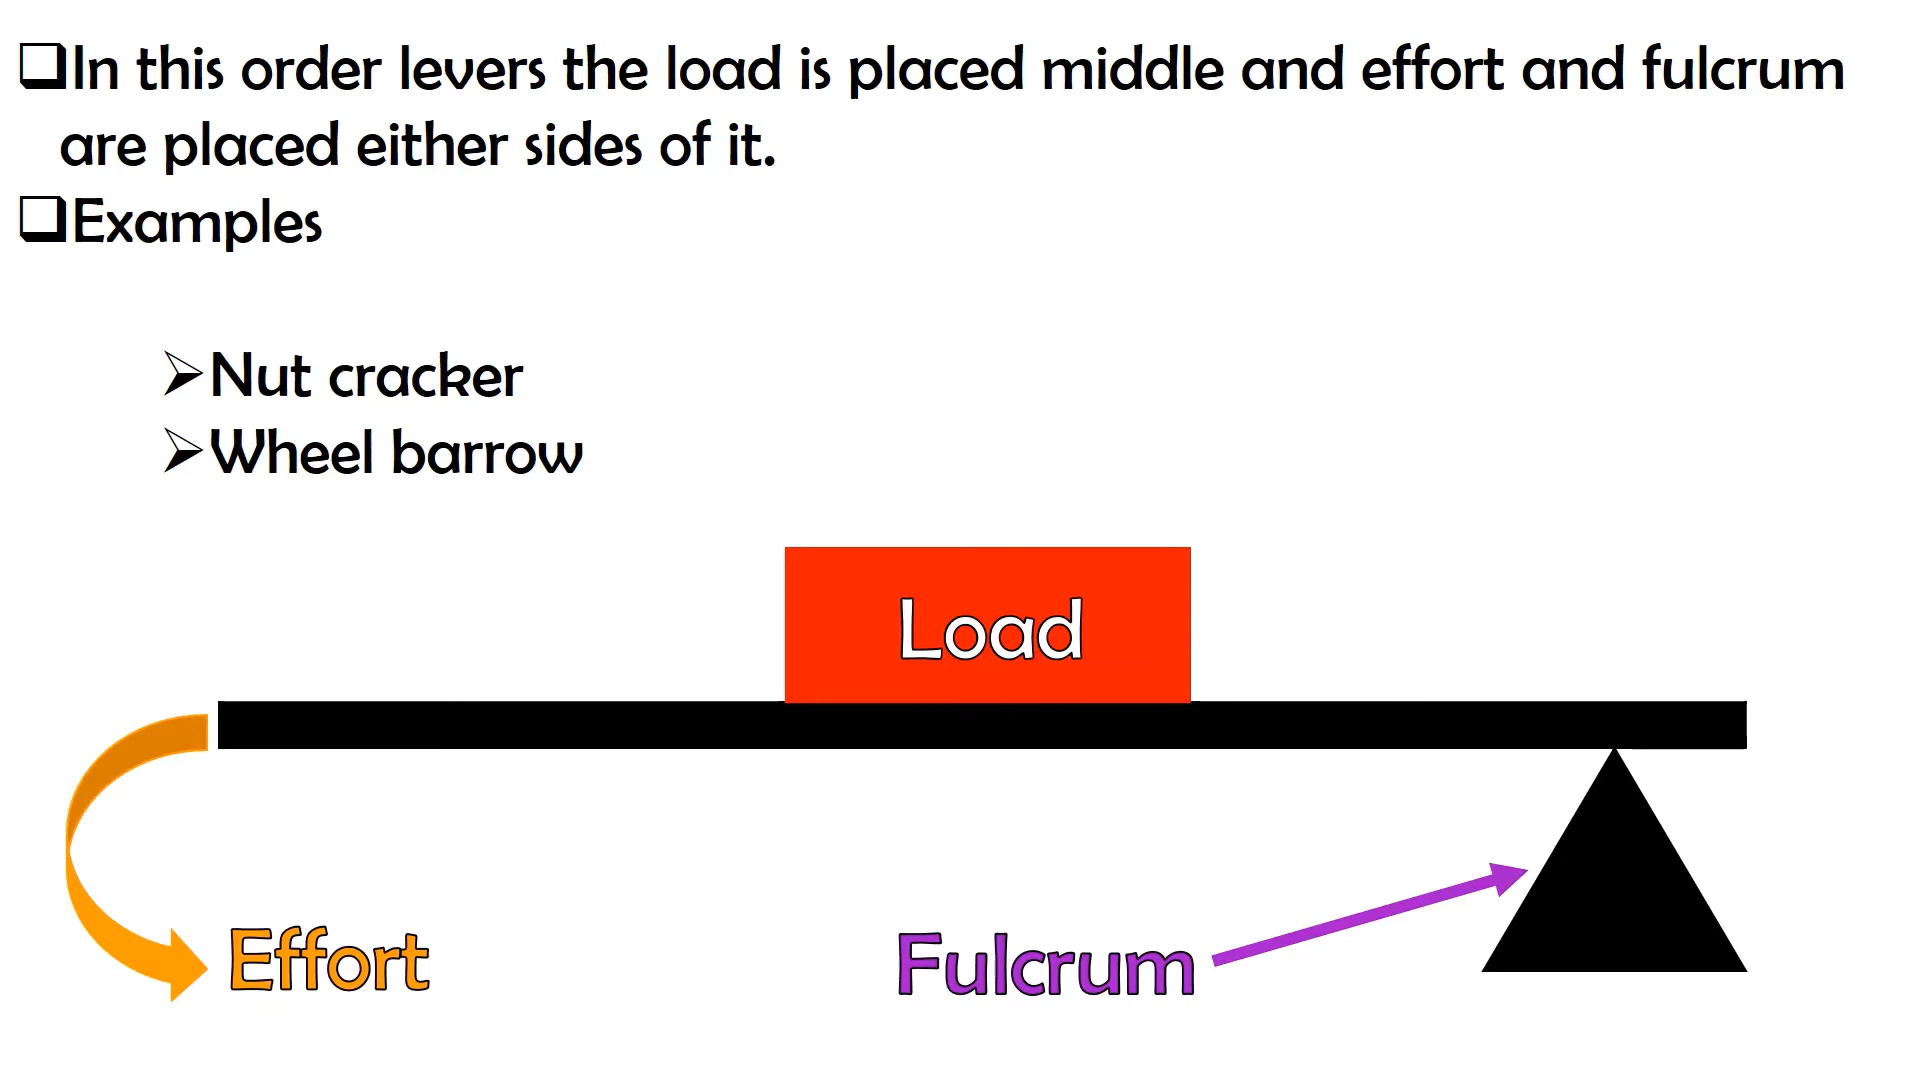 In this order levers the load is placed middle and effort and fulcrum
are placed either sides of it.
Examples
Nut cracker
Wheel barrow
Load
Effort
Fulcrum